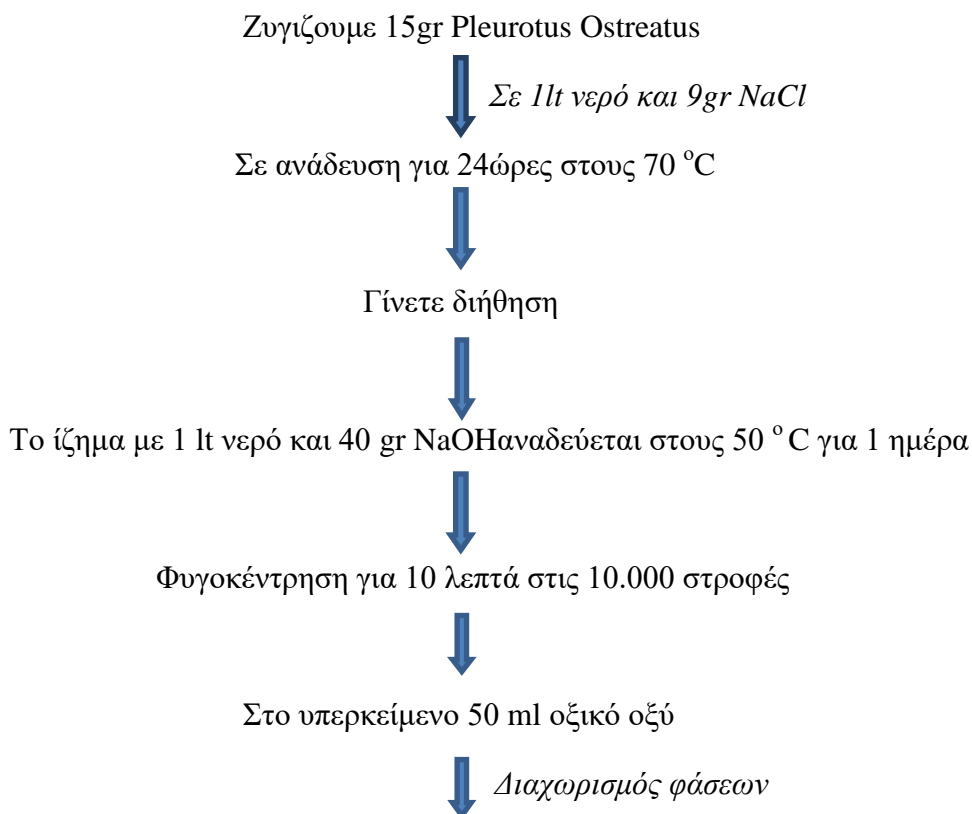 Ζυγιζουμε 15gr Pleurotus Ostreatus
Σε 1lt νερό και 9gr NaCl
Σε ανάδευση για 24ώρες στους 70 °C
Γίνετε διήθηση
Το ίζημα με 1 lt νερό και 40 gr NaOHαναδεύεται στους 50 ° C για 1 ημέρα
Φυγοκέντρηση για 10 λεπτά στις 10.000 στροφές
Στο υπερκείμενο 50 ml οξικό οξύ
Διαχωρισμός φάσεων